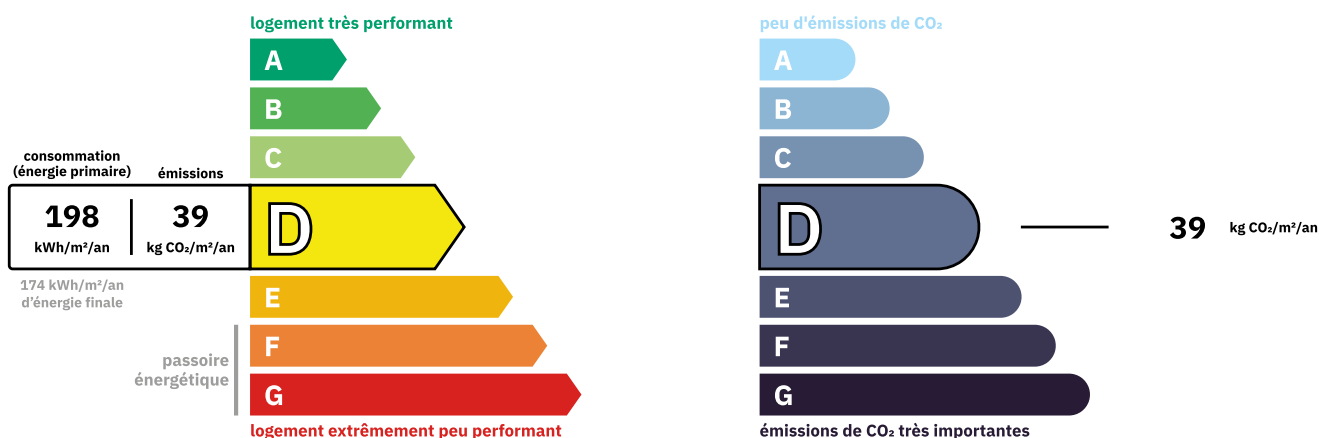 logement très performant
A
B
C
consommation
(énergie primaire)
émissions
198
kWh/m²/an
39
kg CO₂/m²/an
D
174 kWh/m²/an
d'énergie finale
E
passoire
énergétique
F
G
logement extrêmement peu performant
peu d'émissions de CO₂
A
B
C
D
39 kg CO₂/m²/an
E
F
G
émissions de CO₂ très importantes